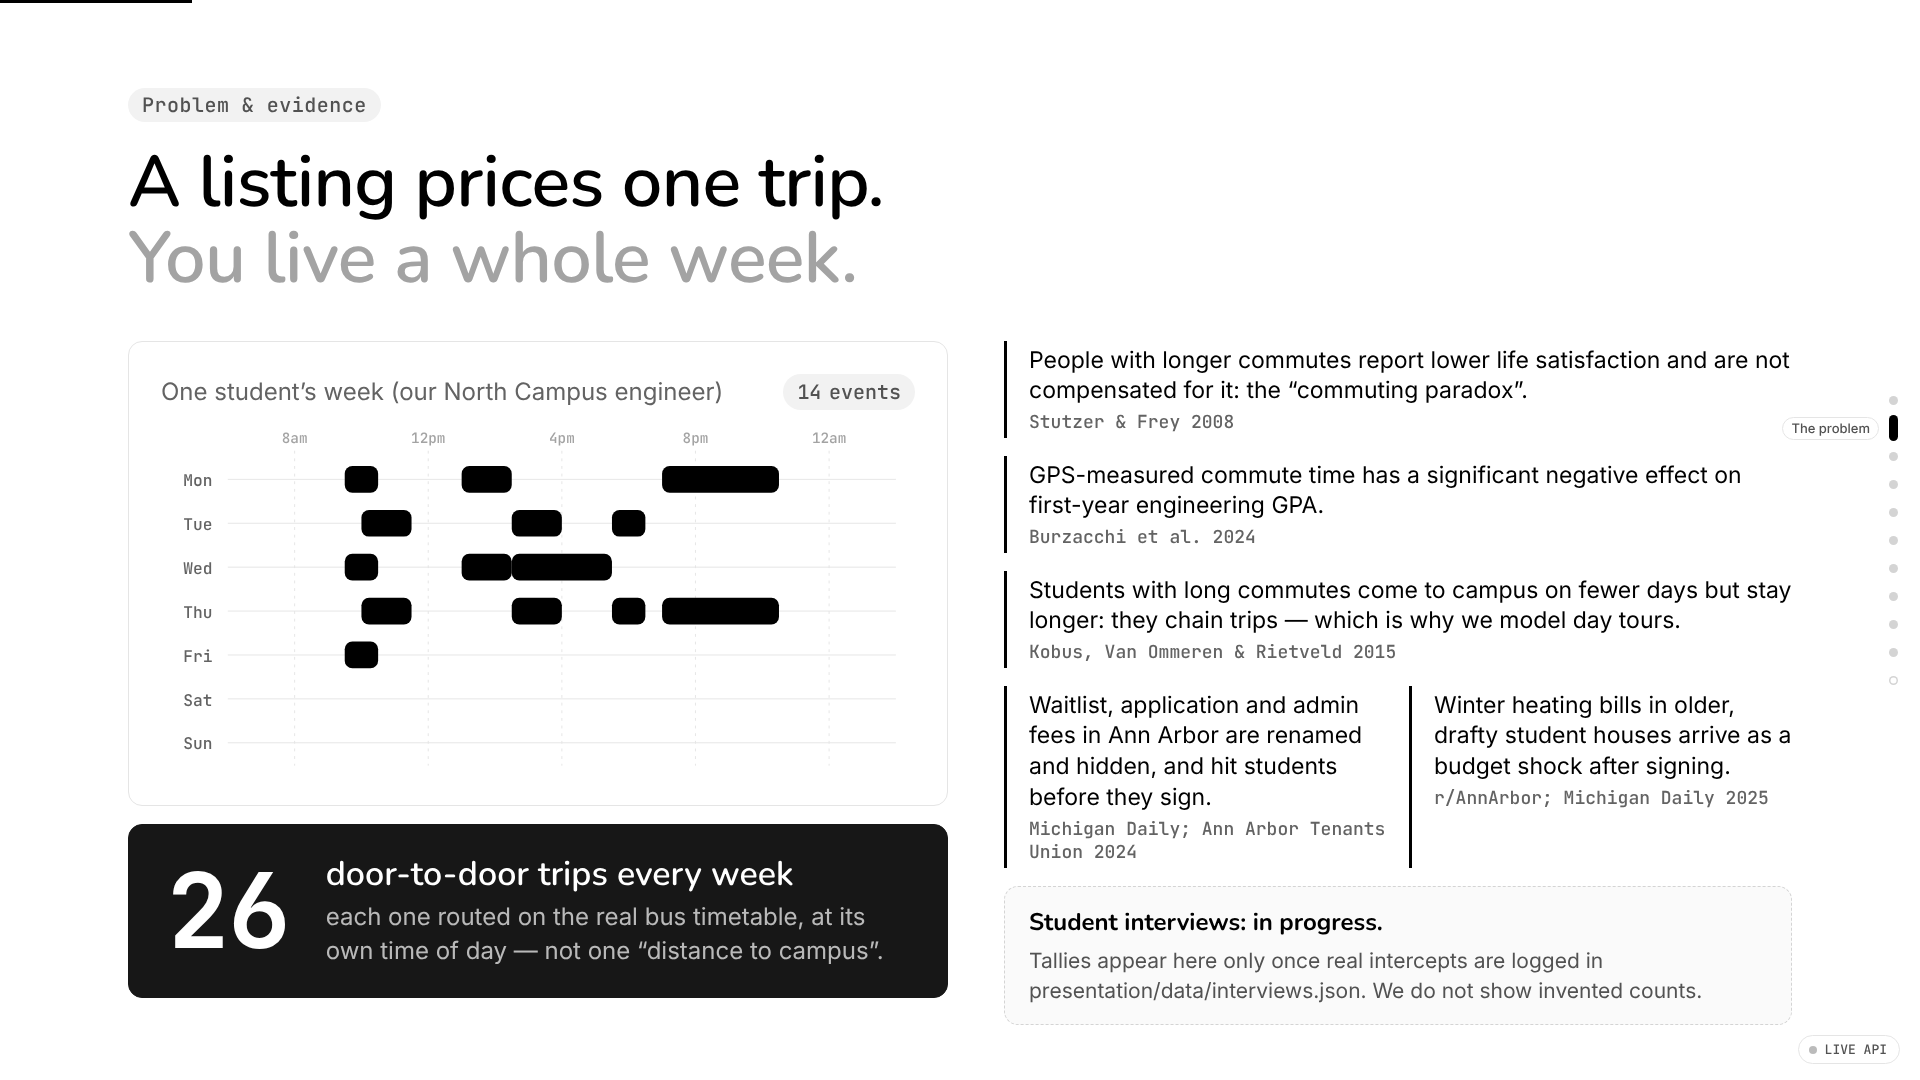 Problem & evidence
A listing prices one trip.
You live a whole week.
One student’s week (our North Campus engineer)
14 events
8am 12pm 4pm 8pm 12am
Mon
Tue
Wed
Thu
Fri
Sat
Sun
26
door-to-door trips every week
each one routed on the real bus timetable, at its
own time of day — not one “distance to campus”.
People with longer commutes report lower life satisfaction and are not
compensated for it: the “commuting paradox”.
Stutzer & Frey 2008
GPS-measured commute time has a significant negative effect on
first-year engineering GPA.
Burzacchi et al. 2024
Students with long commutes come to campus on fewer days but stay
longer: they chain trips — which is why we model day tours.
Kobus, Van Ommeren & Rietveld 2015
Waitlist, application and admin
fees in Ann Arbor are renamed
and hidden, and hit students
before they sign.
Michigan Daily; Ann Arbor Tenants
Union 2024
Winter heating bills in older,
drafty student houses arrive as a
budget shock after signing.
r/AnnArbor; Michigan Daily 2025
Student interviews: in progress.
Tallies appear here only once real intercepts are logged in
presentation/data/interviews.json. We do not show invented counts.
The problem
LIVE API